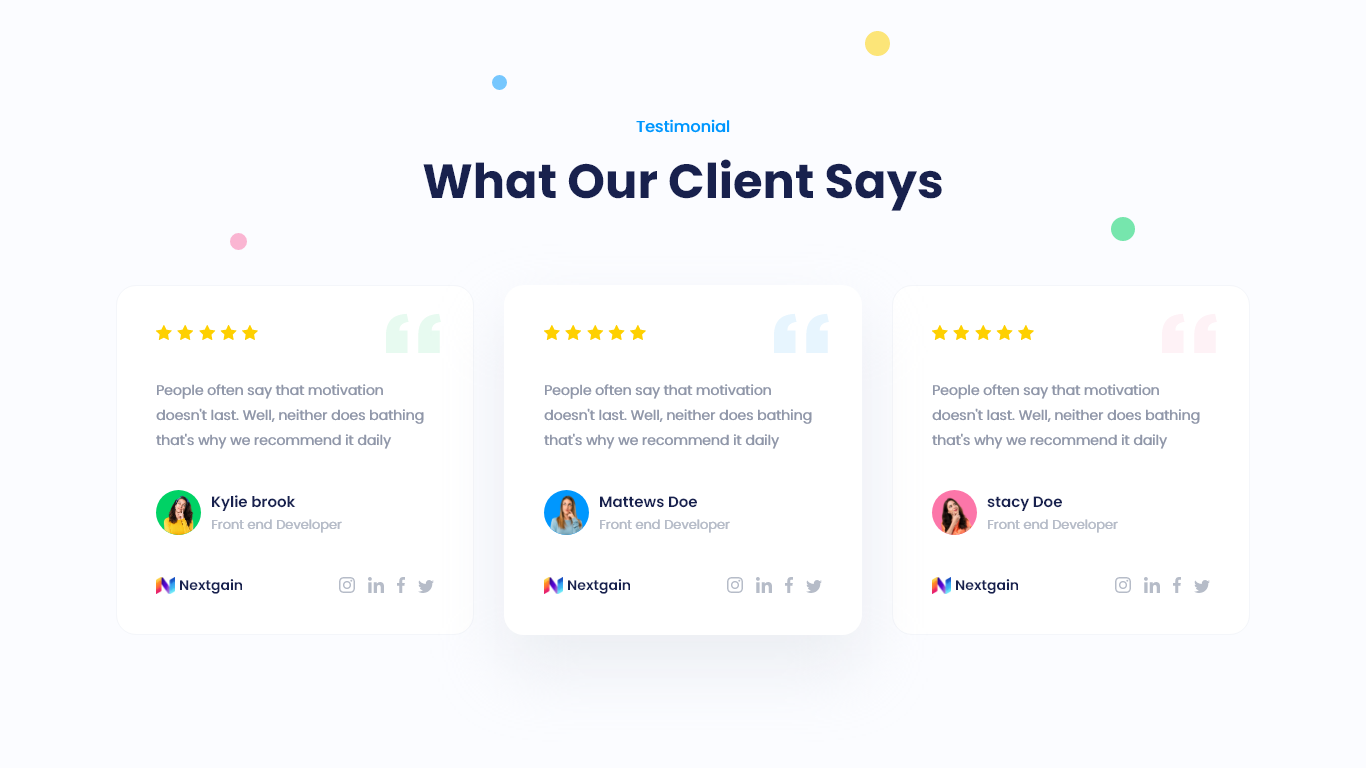 Testimonial
What Our Client Says
People often say that motivation
doesn't last. Well, neither does bathing
that's why we recommend it daily
Kylie brook
Front end Developer
Nextgain
People often say that motivation
doesn't last. Well, neither does bathing
that's why we recommend it daily
Mattews Doe
Front end Developer
Nextgain
People often say that motivation
doesn't last. Well, neither does bathing
that's why we recommend it daily
stacy Doe
Front end Developer
Nextgain